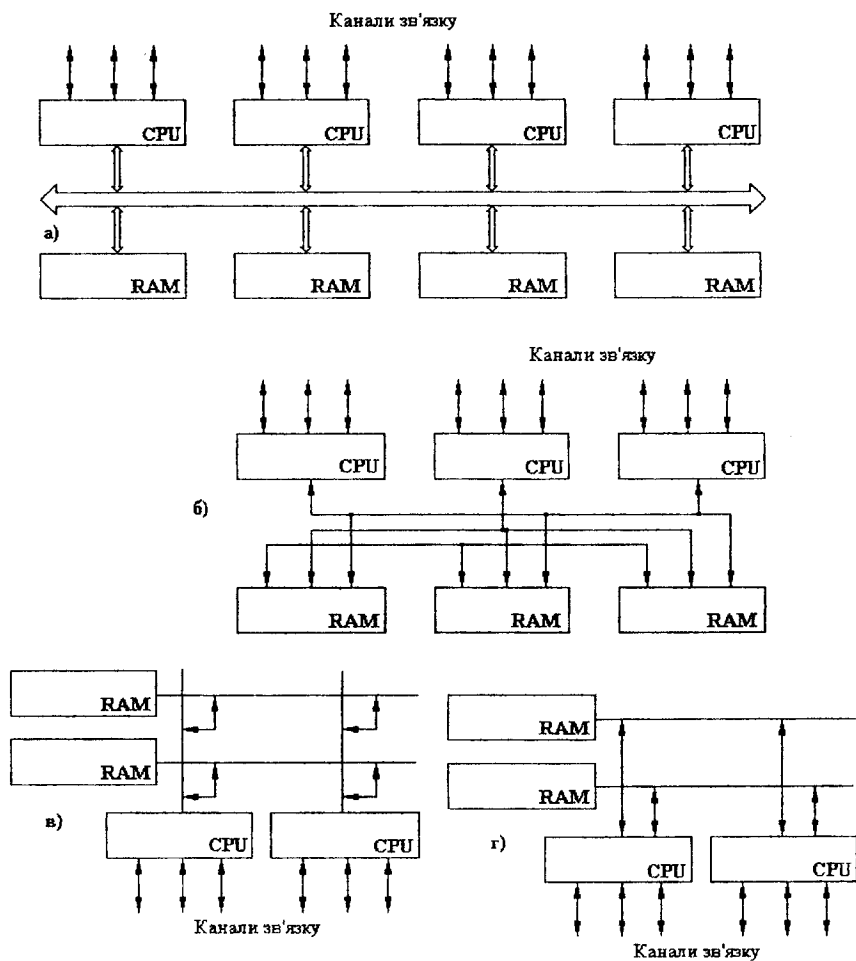 Канали зв'язку
CPU CPU CPU CPU
а)
RAM RAM RAM RAM
Канали зв'язку
CPU CPU CPU
б)
RAM RAM RAM
RAM
RAM
в)
CPU CPU
Канали зв'язку
RAM
RAM
г)
CPU CPU
Канали зв'язку